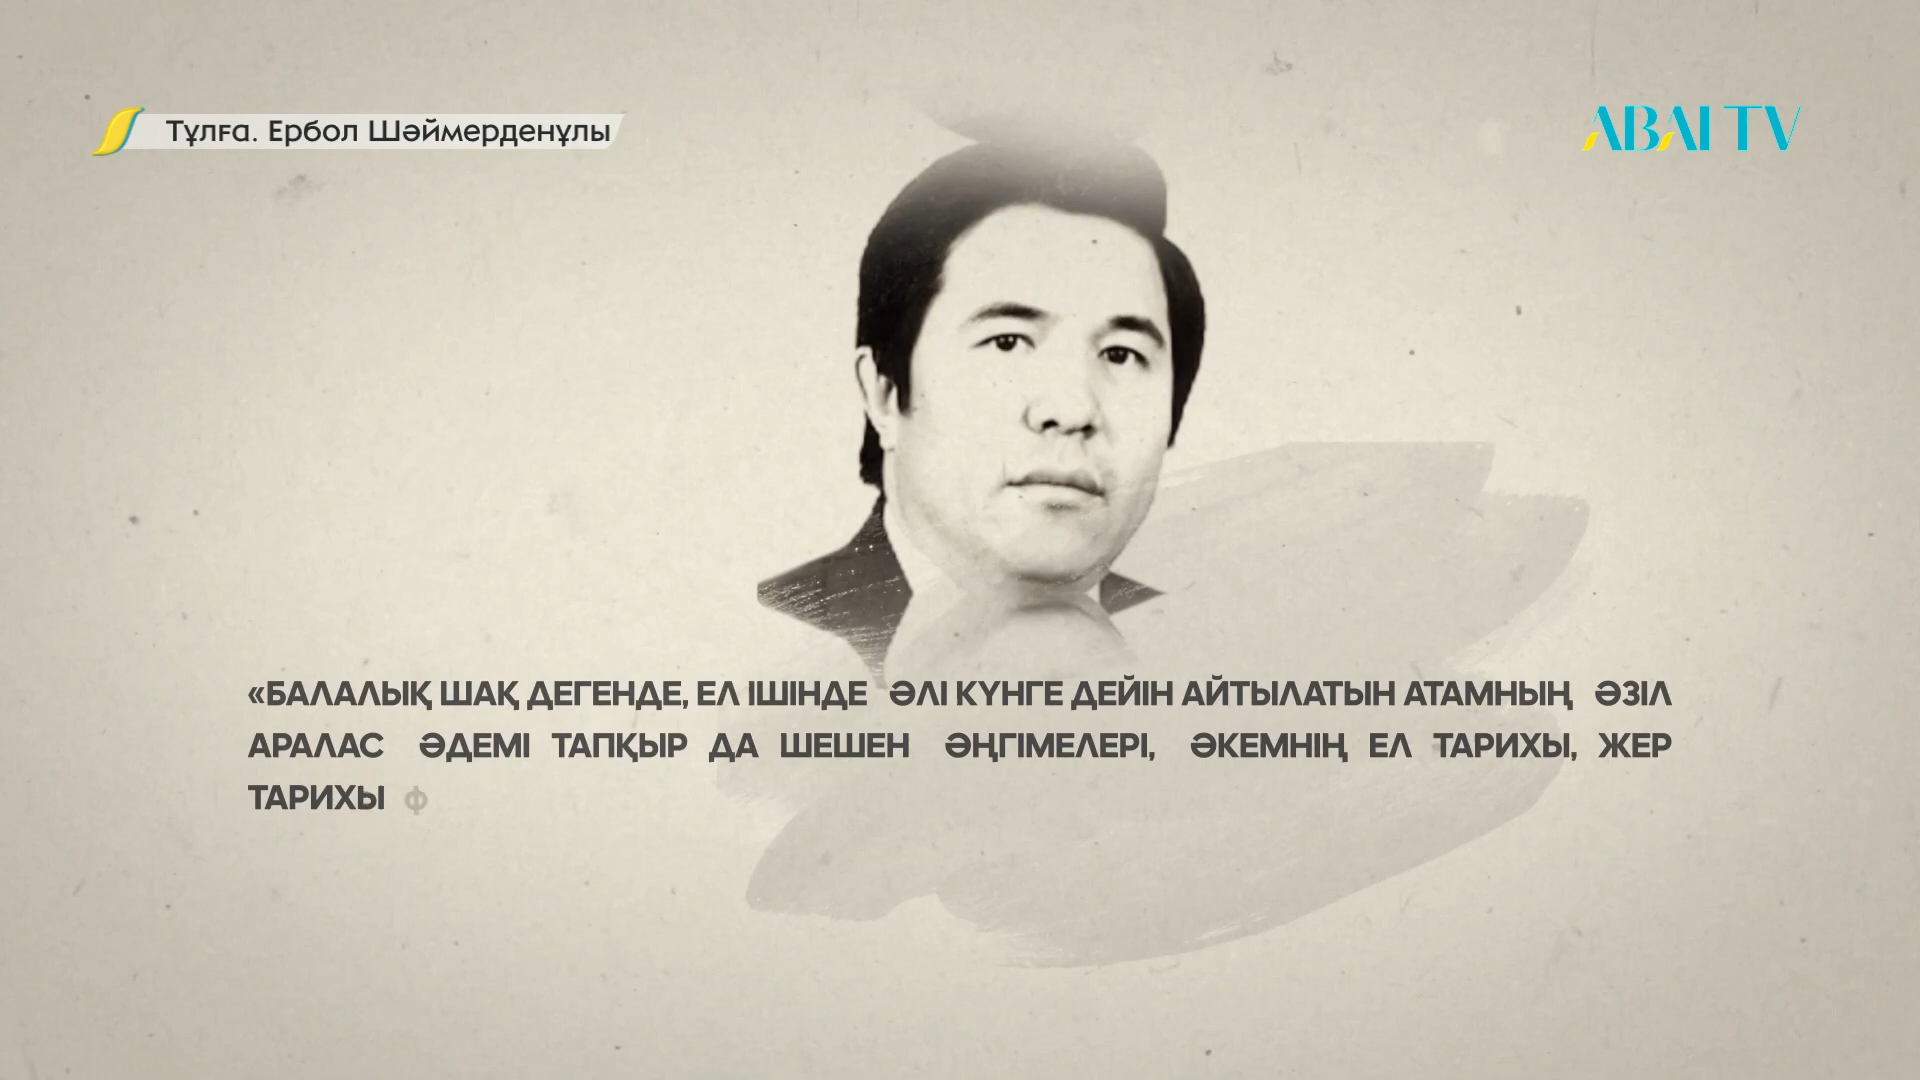 Тұлға. Ербол Шәймерденұлы
ABAI TV
«БАЛАЛЫҚ ШАҚ ДЕГЕНДЕ, ЕЛ ІШІНДЕ ӘЛІ КҮНГЕ ДЕЙІН АЙТЫЛАТЫН АТАМНЫҢ ӘЗІЛ
АРАЛАС ӘДЕМІ ТАПҚЫР ДА ШЕШЕН ӘҢГІМЕЛЕРІ, ӘКЕМНІҢ ЕЛ ТАРИХЫ, ЖЕР
ТАРИХЫ Ф